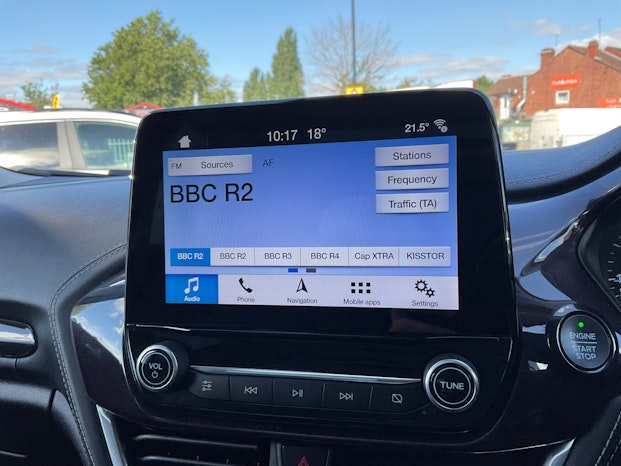 10:17 18° 21.5°
FM Sources AF Stations
BBC R2
Frequency
Traffic (TA)
BBC R2 BBC R2 BBC R3 BBC R4 Cap XTRA KISSTOR
Audio Phone Navigation Mobile apps Settings
VOL
TUNE
ENGINE
START
STOP